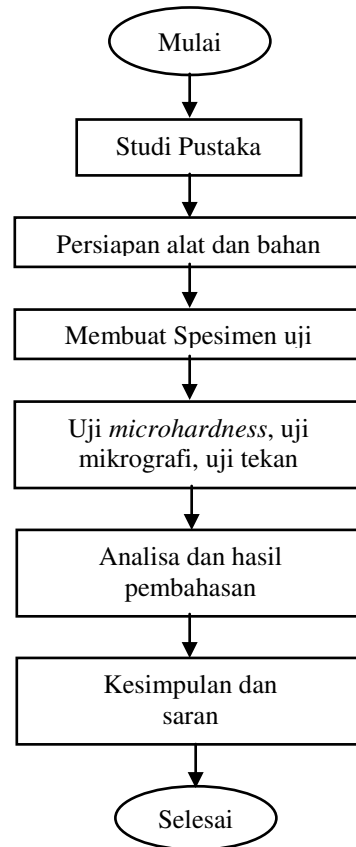 Mulai
Studi Pustaka
Persiapan alat dan bahan
Membuat Spesimen uji
Uji microhardness, uji
mikrografi, uji tekan
Analisa dan hasil
pembahasan
Kesimpulan dan
saran
Selesai